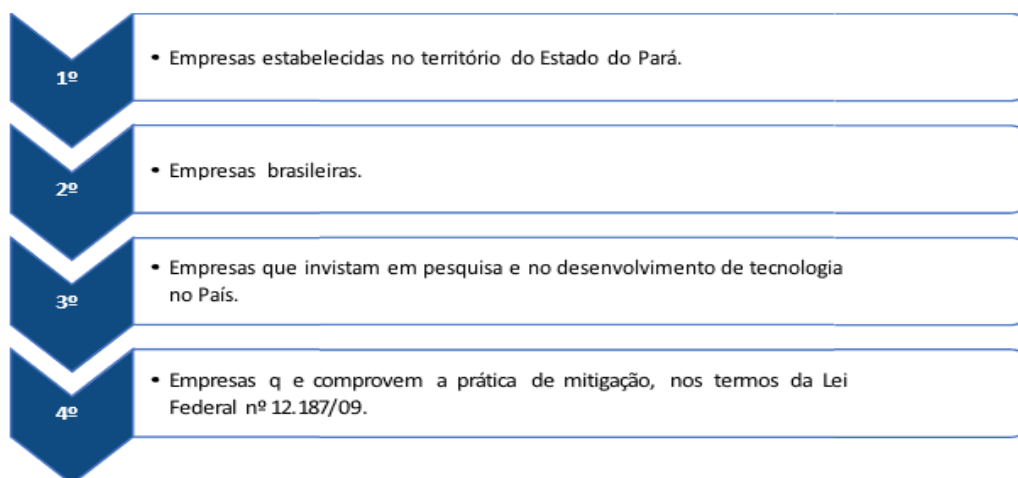 1º
• Empresas estabelecidas no território do Estado do Pará.
2º
• Empresas brasileiras.
3º
• Empresas que invistam em pesquisa e no desenvolvimento de tecnologia
no País.
4º
• Empresas q e comprovem a prática de mitigação, nos termos da Lei
Federal nº 12.187/09.